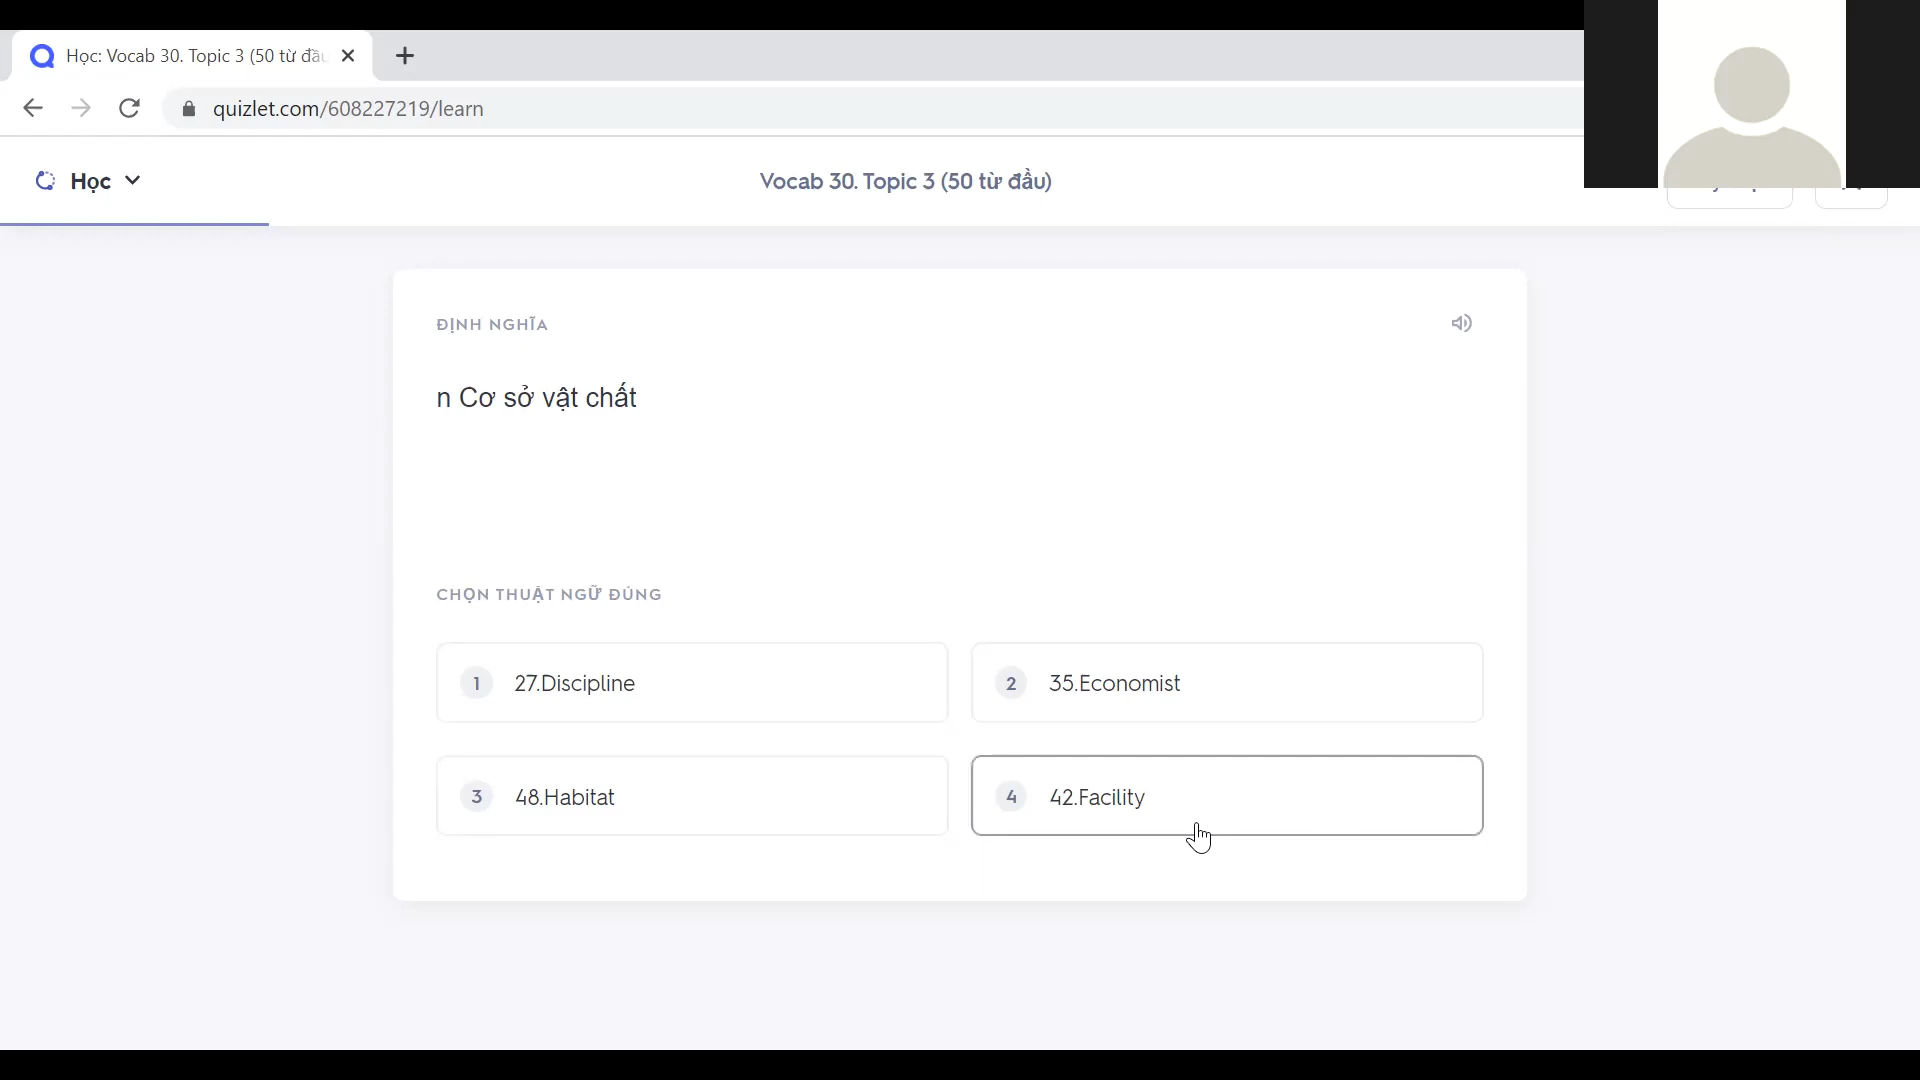 Học: Vocab 30. Topic 3 (50 từ đầu
quizlet.com/608227219/learn
Học
Vocab 30. Topic 3 (50 từ đầu)
ĐỊNH NGHĨA
n Cơ sở vật chất
CHỌN THUẬT NGỮ ĐÚNG
1 27.Discipline
2 35.Economist
3 48.Habitat
4 42.Facility